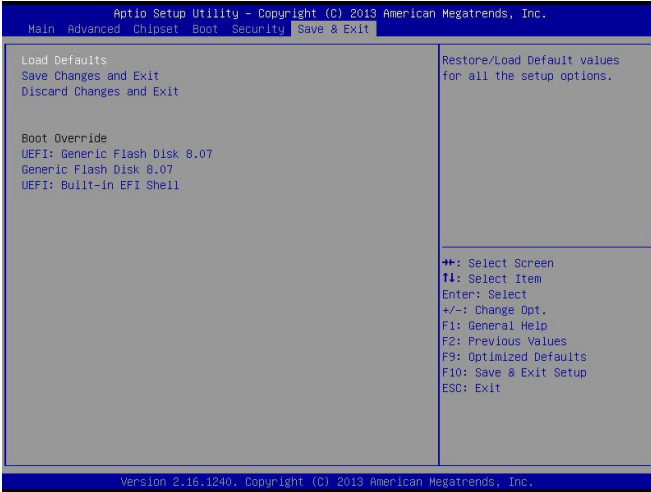 Aptio Setup Utility – Copyright (C) 2013 American Megatrends, Inc.
Main Advanced Chipset Boot Security Save & Exit
Load Defaults
Save Changes and Exit
Discard Changes and Exit
Boot Override
UEFI: Generic Flash Disk 8.07
Generic Flash Disk 8.07
UEFI: Built-in EFI Shell
Restore/Load Default values
for all the setup options.
→←: Select Screen
↑↓: Select Item
Enter: Select
+/-: Change Opt.
F1: General Help
F2: Previous Values
F9: Optimized Defaults
F10: Save & Exit Setup
ESC: Exit
Version 2.16.1240. Copyright (C) 2013 American Megatrends, Inc.